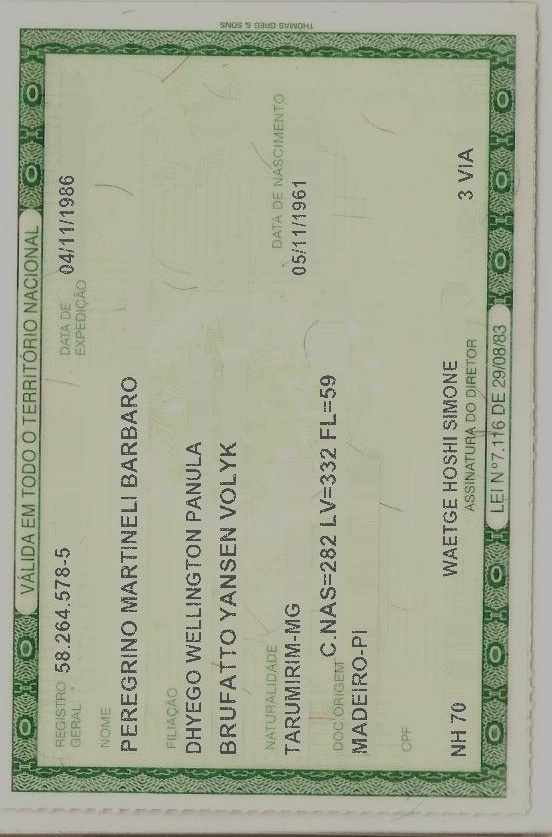 VÁLIDA EM TODO O TERRITÓRIO NACIONAL
REGISTRO GERAL 58.264.578-5 DATA DE EXPEDIÇÃO 04/11/1986
NOME
PEREGRINO MARTINELI BARBARO
FILIAÇÃO
DHYEGO WELLINGTON PANULA
BRUFATTO YANSEN VOLYK
NATURALIDADE DATA DE NASCIMENTO
TARUMIRIM-MG 05/11/1961
DOC.ORIGEM C.NAS=282 LV=332 FL=59
MADEIRO-PI
CPF
NH 70 WAETGE HOSHI SIMONE 3 VIA
ASSINATURA DO DIRETOR
LEI Nº7.116 DE 29/08/83
THOMAS GREG & SONS